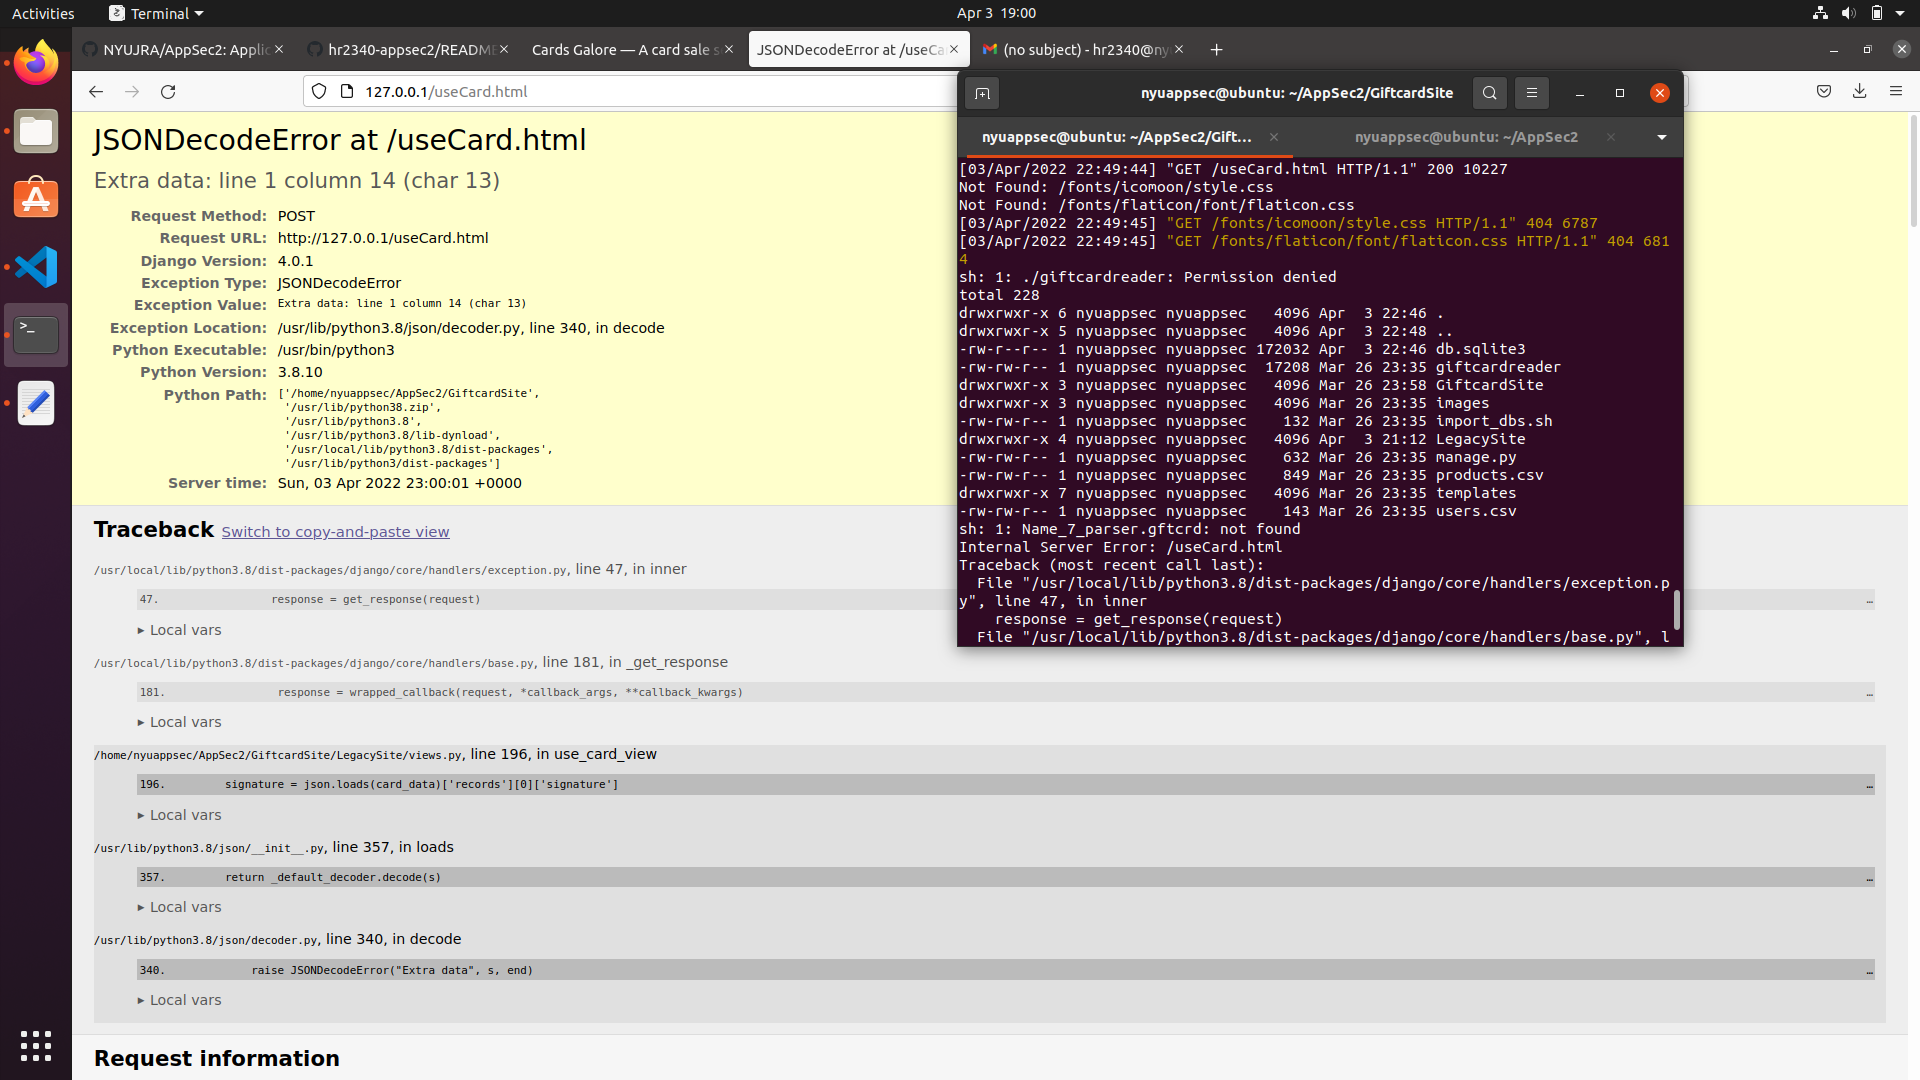 Activities
Terminal
Apr 3 19:00
NYUJRA/AppSec2: Applic
hr2340-appsec2/README
Cards Galore — A card sale s
JSONDecodeError at /useCa
(no subject) - hr2340@ny
127.0.0.1/useCard.html
JSONDecodeError at /useCard.html
Extra data: line 1 column 14 (char 13)
Request Method: POST
Request URL: http://127.0.0.1/useCard.html
Django Version: 4.0.1
Exception Type: JSONDecodeError
Exception Value: Extra data: line 1 column 14 (char 13)
Exception Location: /usr/lib/python3.8/json/decoder.py, line 340, in decode
Python Executable: /usr/bin/python3
Python Version: 3.8.10
Python Path: ['/home/nyuappsec/AppSec2/GiftcardSite',
'/usr/lib/python38.zip',
'/usr/lib/python3.8',
'/usr/lib/python3.8/lib-dynload',
'/usr/local/lib/python3.8/dist-packages',
'/usr/lib/python3/dist-packages']
Server time: Sun, 03 Apr 2022 23:00:01 +0000
Traceback Switch to copy-and-paste view
/usr/local/lib/python3.8/dist-packages/django/core/handlers/exception.py, line 47, in inner
47. response = get_response(request)
…
▸ Local vars
/usr/local/lib/python3.8/dist-packages/django/core/handlers/base.py, line 181, in _get_response
181. response = wrapped_callback(request, *callback_args, **callback_kwargs)
…
▸ Local vars
/home/nyuappsec/AppSec2/GiftcardSite/LegacySite/views.py, line 196, in use_card_view
196. signature = json.loads(card_data)['records'][0]['signature']
…
▸ Local vars
/usr/lib/python3.8/json/__init__.py, line 357, in loads
357. return _default_decoder.decode(s)
…
▸ Local vars
/usr/lib/python3.8/json/decoder.py, line 340, in decode
340. raise JSONDecodeError("Extra data", s, end)
…
▸ Local vars
Request information
nyuappsec@ubuntu: ~/AppSec2/GiftcardSite
nyuappsec@ubuntu: ~/AppSec2/Gift...
nyuappsec@ubuntu: ~/AppSec2
[03/Apr/2022 22:49:44] "GET /useCard.html HTTP/1.1" 200 10227
Not Found: /fonts/icomoon/style.css
Not Found: /fonts/flaticon/font/flaticon.css
[03/Apr/2022 22:49:45] "GET /fonts/icomoon/style.css HTTP/1.1" 404 6787
[03/Apr/2022 22:49:45] "GET /fonts/flaticon/font/flaticon.css HTTP/1.1" 404 681
4
sh: 1: ./giftcardreader: Permission denied
total 228
drwxrwxr-x 6 nyuappsec nyuappsec   4096 Apr  3 22:46 .
drwxrwxr-x 5 nyuappsec nyuappsec   4096 Apr  3 22:48 ..
-rw-r--r-- 1 nyuappsec nyuappsec 172032 Apr  3 22:46 db.sqlite3
-rw-rw-r-- 1 nyuappsec nyuappsec  17208 Mar 26 23:35 giftcardreader
drwxrwxr-x 3 nyuappsec nyuappsec   4096 Mar 26 23:58 GiftcardSite
drwxrwxr-x 3 nyuappsec nyuappsec   4096 Mar 26 23:35 images
-rw-rw-r-- 1 nyuappsec nyuappsec    132 Mar 26 23:35 import_dbs.sh
drwxrwxr-x 4 nyuappsec nyuappsec   4096 Apr  3 21:12 LegacySite
-rw-rw-r-- 1 nyuappsec nyuappsec    632 Mar 26 23:35 manage.py
-rw-rw-r-- 1 nyuappsec nyuappsec    849 Mar 26 23:35 products.csv
drwxrwxr-x 7 nyuappsec nyuappsec   4096 Mar 26 23:35 templates
-rw-rw-r-- 1 nyuappsec nyuappsec    143 Mar 26 23:35 users.csv
sh: 1: Name_7_parser.gftcrd: not found
Internal Server Error: /useCard.html
Traceback (most recent call last):
File "/usr/local/lib/python3.8/dist-packages/django/core/handlers/exception.p
y", line 47, in inner
response = get_response(request)
File "/usr/local/lib/python3.8/dist-packages/django/core/handlers/base.py", l